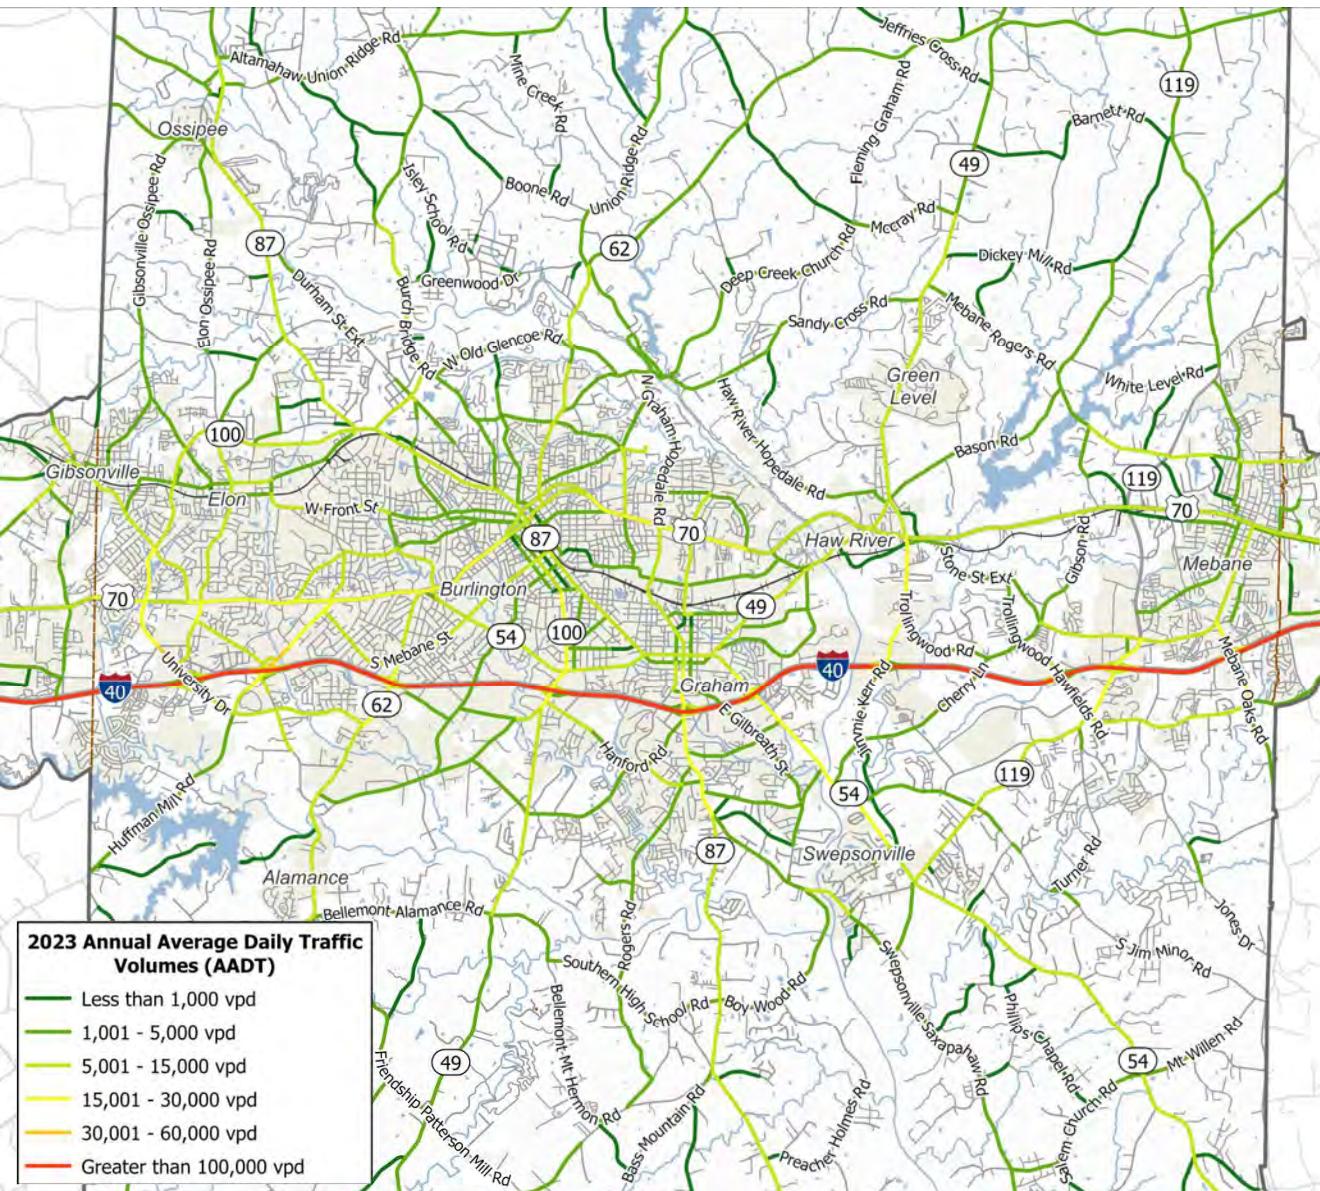 Altamahaw Union Ridge Rd
Jeffries Cross Rd
Mine Creek Rd
Fleming Graham Rd
119
Ossipee
Barnett Rd
49
Gibsonville Ossipee Rd
Isley School Rd
Boone Rd
Union Ridge Rd
Mccray Rd
87
62
Elon Ossipee Rd
Durham St Ext
Greenwood Dr
Burch Bridge Rd
Deep Creek Church Rd
Dickey Mill Rd
Sandy Cross Rd
Mebane Rogers Rd
W Old Glencoe Rd
Green
Level
White Level Rd
N Graham Hopedale Rd
Haw River Hopedale Rd
100
Bason Rd
Gibsonville
Elon
W Front St
119
70
87
70
Haw River
Gibson Rd
Mebane
Stone St Ext
Burlington
70
49
Trollingwood Rd
Trollingwood Hawfields Rd
54
100
S Mebane St
University Dr
40
40
Graham
62
Jimmie Kerr Rd
Cherry Ln
Mebane Oaks Rd
E Gilbreath St
Hanford Rd
119
54
Huffman Mill Rd
87
Swepsonville
Turner Rd
Alamance
Bellemont Alamance Rd
Rogers Rd
Jones Dr
S Jim Minor Rd
Swepsonville Saxapahaw Rd
Southern High School Rd
Boy Wood Rd
Bellemont Mt Hermon Rd
Phillips Chapel Rd
49
54
Mt Willen Rd
Friendship Patterson Mill Rd
Bass Mountain Rd
Preacher Holmes Rd
Salem Church Rd
2023 Annual Average Daily Traffic
Volumes (AADT)
Less than 1,000 vpd
1,001 - 5,000 vpd
5,001 - 15,000 vpd
15,001 - 30,000 vpd
30,001 - 60,000 vpd
Greater than 100,000 vpd